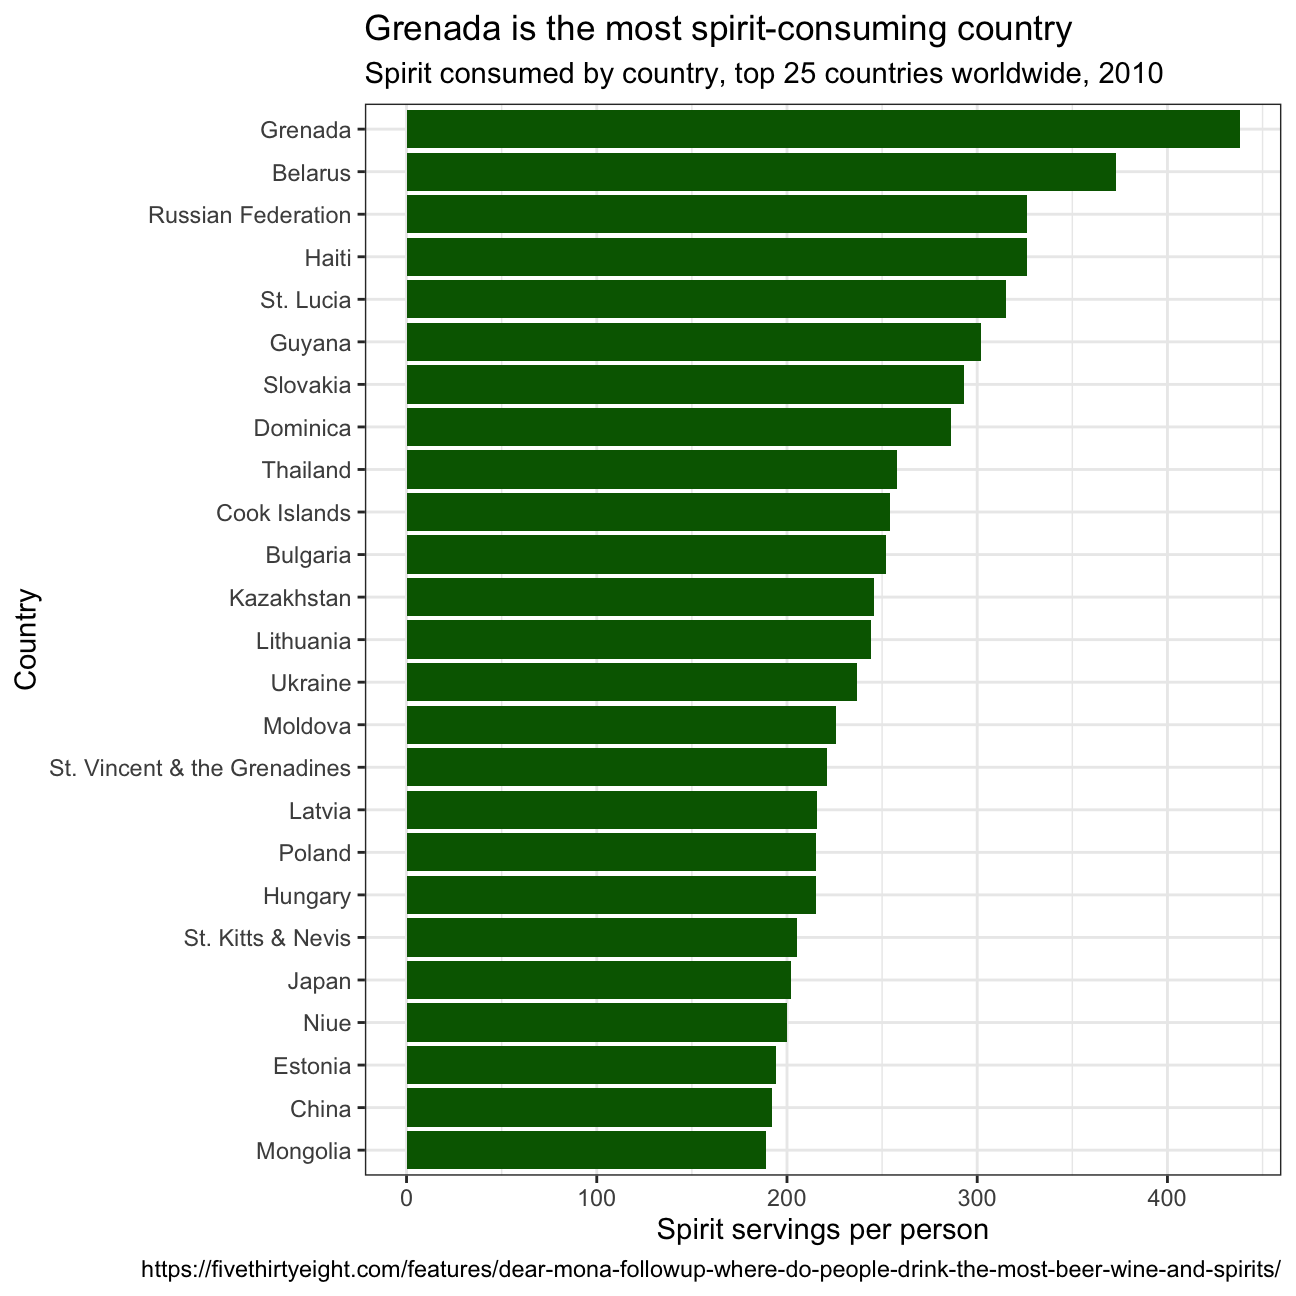 Grenada is the most spirit-consuming country
Spirit consumed by country, top 25 countries worldwide, 2010
Country
Grenada
Belarus
Russian Federation
Haiti
St. Lucia
Guyana
Slovakia
Dominica
Thailand
Cook Islands
Bulgaria
Kazakhstan
Lithuania
Ukraine
Moldova
St. Vincent & the Grenadines
Latvia
Poland
Hungary
St. Kitts & Nevis
Japan
Niue
Estonia
China
Mongolia
0 100 200 300 400
Spirit servings per person
https://fivethirtyeight.com/features/dear-mona-followup-where-do-people-drink-the-most-beer-wine-and-spirits/